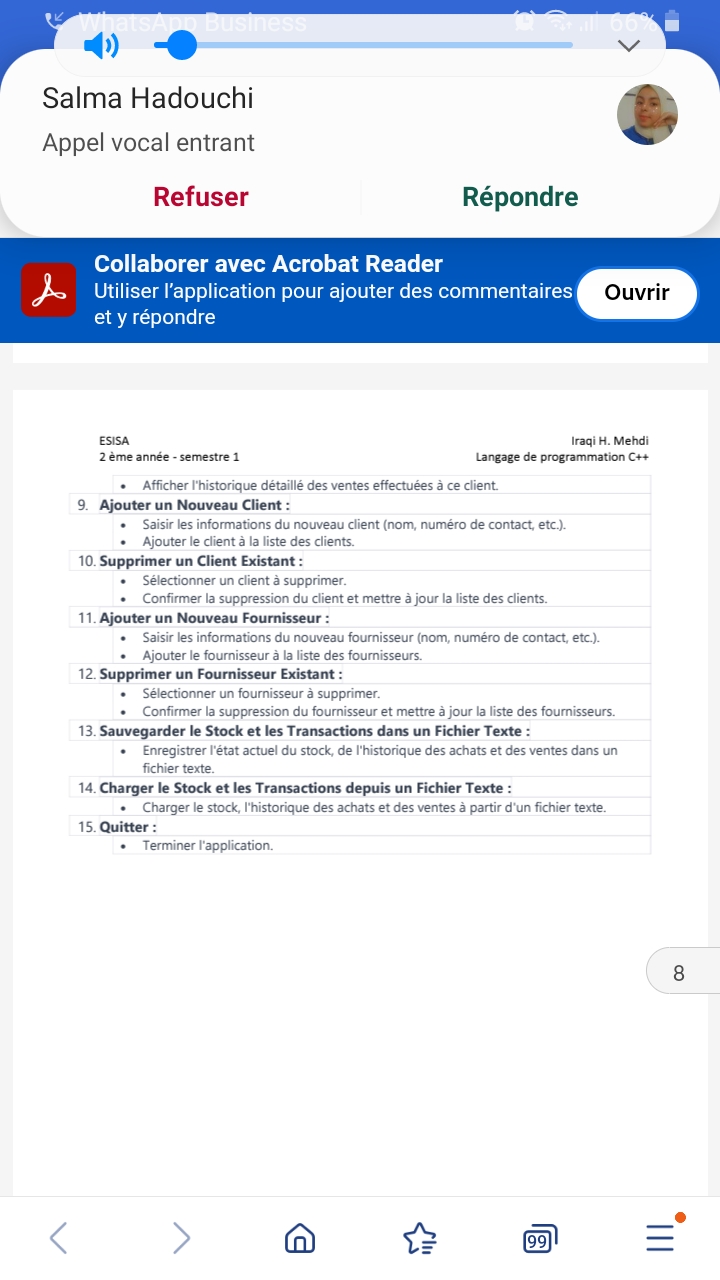 WhatsApp Business
66%
Salma Hadouchi
Appel vocal entrant
Refuser
Répondre
Collaborer avec Acrobat Reader
Utiliser l'application pour ajouter des commentaires
et y répondre
Ouvrir
ESISA
Iraqi H. Mehdi
2 ème année - semestre 1
Langage de programmation C++
• Afficher l'historique détaillé des ventes effectuées à ce client.
9. Ajouter un Nouveau Client :
• Saisir les informations du nouveau client (nom, numéro de contact, etc.).
• Ajouter le client à la liste des clients.
10. Supprimer un Client Existant :
• Sélectionner un client à supprimer.
• Confirmer la suppression du client et mettre à jour la liste des clients.
11. Ajouter un Nouveau Fournisseur :
• Saisir les informations du nouveau fournisseur (nom, numéro de contact, etc.).
• Ajouter le fournisseur à la liste des fournisseurs.
12. Supprimer un Fournisseur Existant :
• Sélectionner un fournisseur à supprimer.
• Confirmer la suppression du fournisseur et mettre à jour la liste des fournisseurs.
13. Sauvegarder le Stock et les Transactions dans un Fichier Texte :
• Enregistrer l'état actuel du stock, de l'historique des achats et des ventes dans un
fichier texte.
14. Charger le Stock et les Transactions depuis un Fichier Texte :
• Charger le stock, l'historique des achats et des ventes à partir d'un fichier texte.
15. Quitter :
• Terminer l'application.
8
99